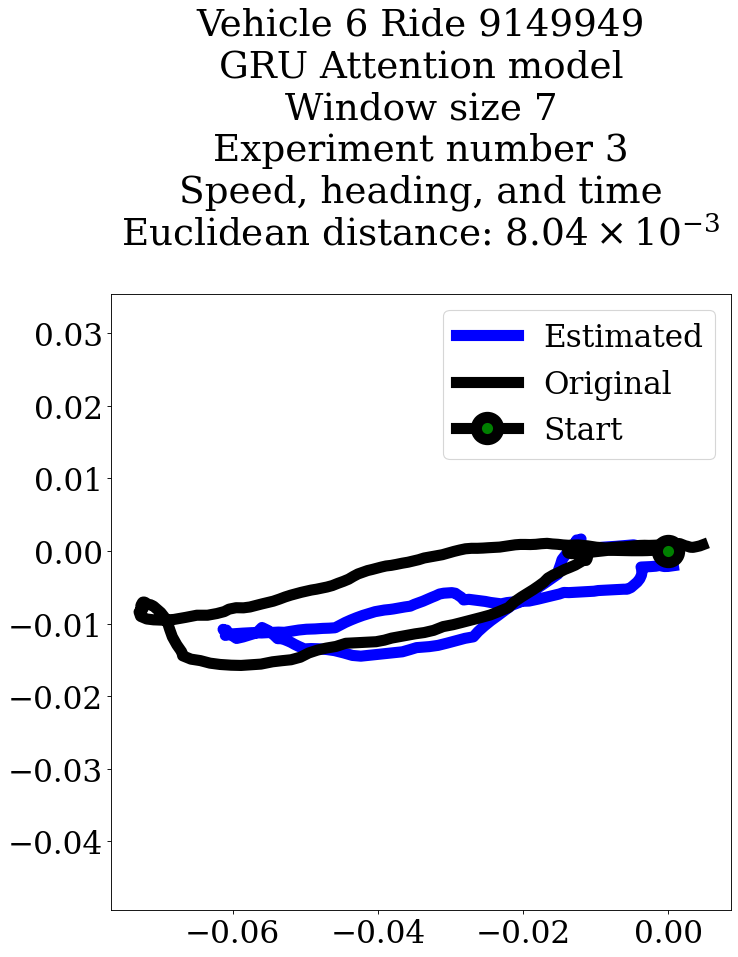 Vehicle 6 Ride 9149949
GRU Attention model
Window size 7
Experiment number 3
Speed, heading, and time
Euclidean distance: 8.04 × 10⁻³
Estimated
Original
Start
0.03
0.02
0.01
0.00
−0.01
−0.02
−0.03
−0.04
−0.06
−0.04
−0.02
0.00